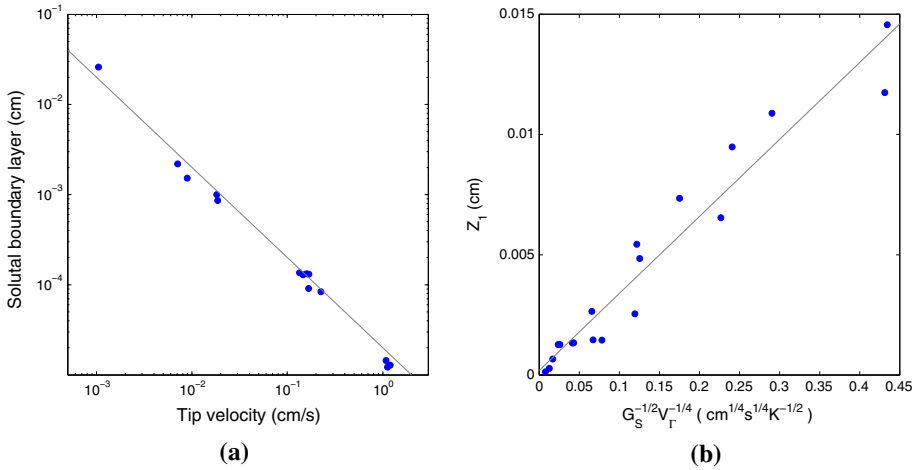 10⁻¹
10⁻²
10⁻³
10⁻⁴
Solutal boundary layer (cm)
10⁻³ 10⁻² 10⁻¹ 10⁰
Tip velocity (cm/s)
(a)
0.015
0.01
0.005
0
Z₁ (cm)
0 0.05 0.1 0.15 0.2 0.25 0.3 0.35 0.4 0.45
G_S^{-1/2}V_Γ^{-1/4} ( cm^{1/4}s^{1/4}K^{-1/2} )
(b)